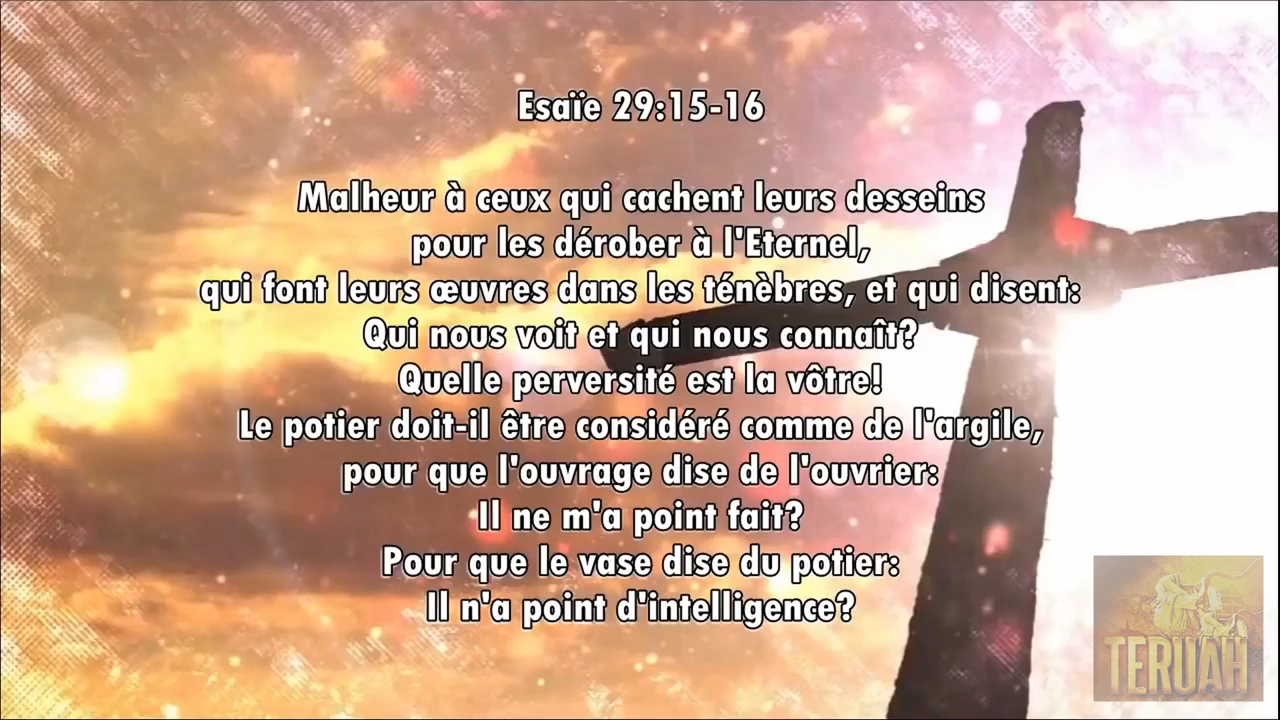 Esaïe 29:15-16
Malheur à ceux qui cachent leurs desseins
pour les dérober à l'Eternel,
qui font leurs œuvres dans les ténèbres, et qui disent:
Qui nous voit et qui nous connaît?
Quelle perversité est la vôtre!
Le potier doit-il être considéré comme de l'argile,
pour que l'ouvrage dise de l'ouvrier:
Il ne m'a point fait?
Pour que le vase dise du potier:
Il n'a point d'intelligence?
TERUAH